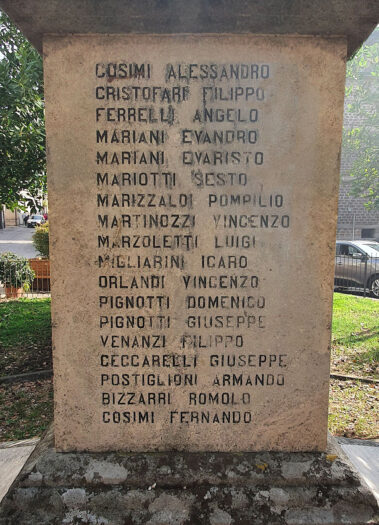 COSIMI ALESSANDRO
CRISTOFARI FILIPPO
FERRELLI ANGELO
MARIANI EVANDRO
MARIANI EVARISTO
MARIOTTI SESTO
MARIZZALDI POMPILIO
MARTINOZZI VINCENZO
MARZOLETTI LUIGI
MIGLIARINI ICARO
ORLANDI VINCENZO
PIGNOTTI DOMENICO
PIGNOTTI GIUSEPPE
VENANZI FILIPPO
CECCARELLI GIUSEPPE
POSTIGLIONI ARMANDO
BIZZARRI ROMOLO
COSIMI FERNANDO